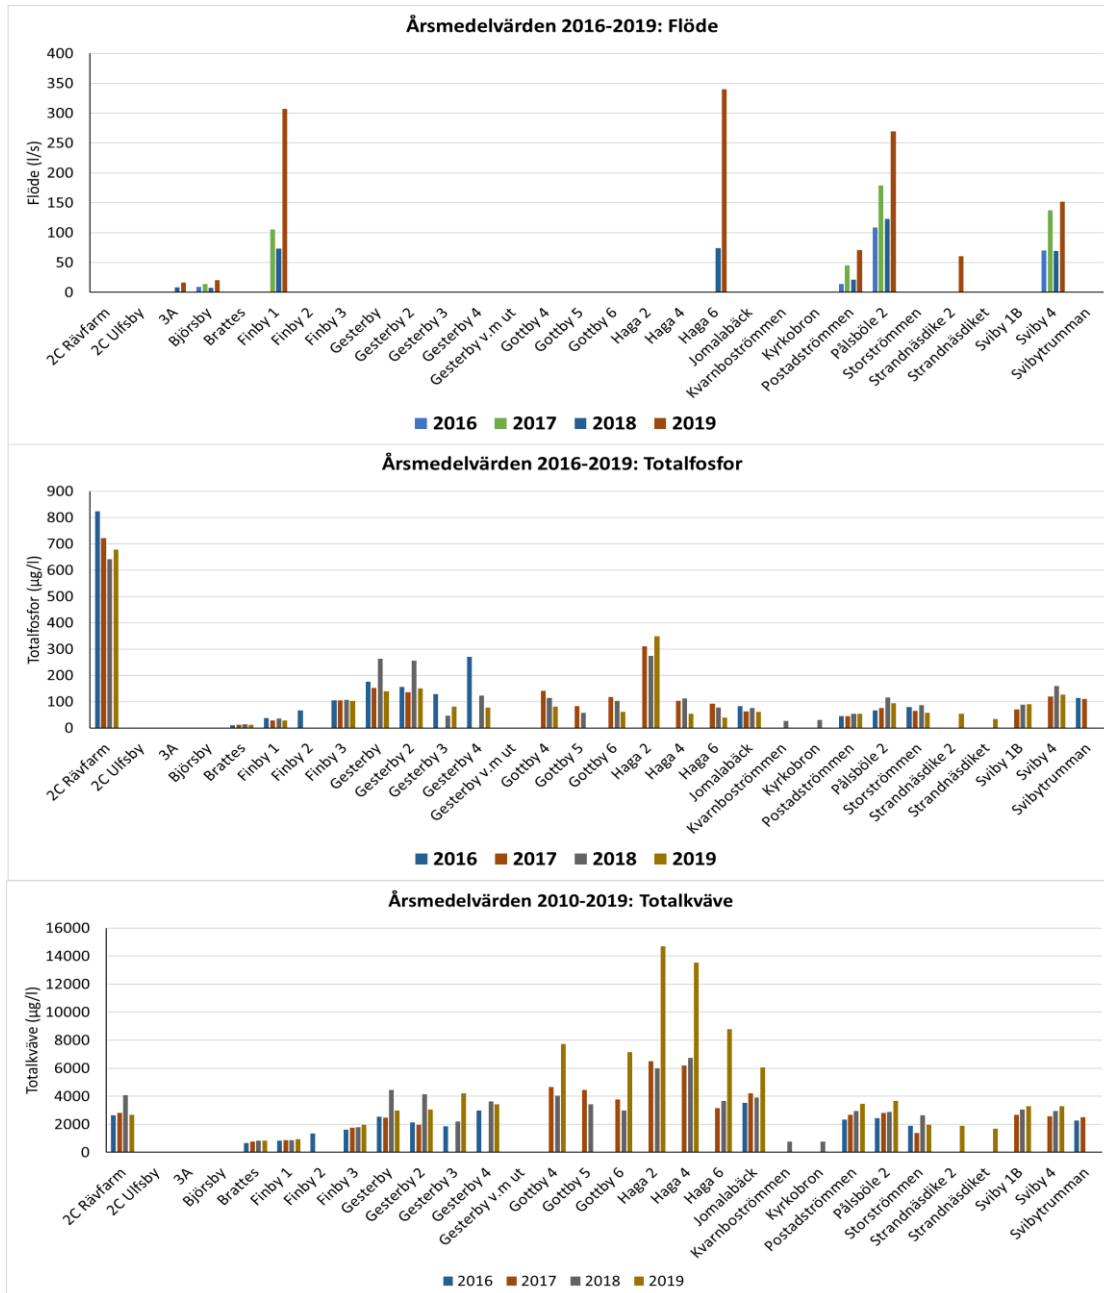 Årsmedelvärden 2016-2019: Flöde
Flöde (l/s)
400
350
300
250
200
150
100
50
0
2C Rävfarm
2C Ulfsby
3A
Björsby
Brattes
Finby 1
Finby 2
Finby 3
Gesterby
Gesterby 2
Gesterby 3
Gesterby 4
Gesterby v.m ut
Gottby 4
Gottby 5
Gottby 6
Haga 2
Haga 4
Haga 6
Jomalabäck
Kvarnboströmmen
Kyrkobron
Postadströmmen
Pålsböle 2
Storströmmen
Strandnäsdike 2
Strandnäsdiket
Sviby 1B
Sviby 4
Svibytrumman
2016 2017 2018 2019
Årsmedelvärden 2016-2019: Totalfosfor
Totalfosfor (µg/l)
900
800
700
600
500
400
300
200
100
0
2C Rävfarm
2C Ulfsby
3A
Björsby
Brattes
Finby 1
Finby 2
Finby 3
Gesterby
Gesterby 2
Gesterby 3
Gesterby 4
Gesterby v.m ut
Gottby 4
Gottby 5
Gottby 6
Haga 2
Haga 4
Haga 6
Jomalabäck
Kvarnboströmmen
Kyrkobron
Postadströmmen
Pålsböle 2
Storströmmen
Strandnäsdike 2
Strandnäsdiket
Sviby 1B
Sviby 4
Svibytrumman
2016 2017 2018 2019
Årsmedelvärden 2010-2019: Totalkväve
Totalkväve (µg/l)
16000
14000
12000
10000
8000
6000
4000
2000
0
2C Rävfarm
2C Ulfsby
3A
Björsby
Brattes
Finby 1
Finby 2
Finby 3
Gesterby
Gesterby 2
Gesterby 3
Gesterby 4
Gesterby v.m ut
Gottby 4
Gottby 5
Gottby 6
Haga 2
Haga 4
Haga 6
Jomalabäck
Kvarnboströmmen
Kyrkobron
Postadströmmen
Pålsböle 2
Storströmmen
Strandnäsdike 2
Strandnäsdiket
Sviby 1B
Sviby 4
Svibytrumman
2016 2017 2018 2019